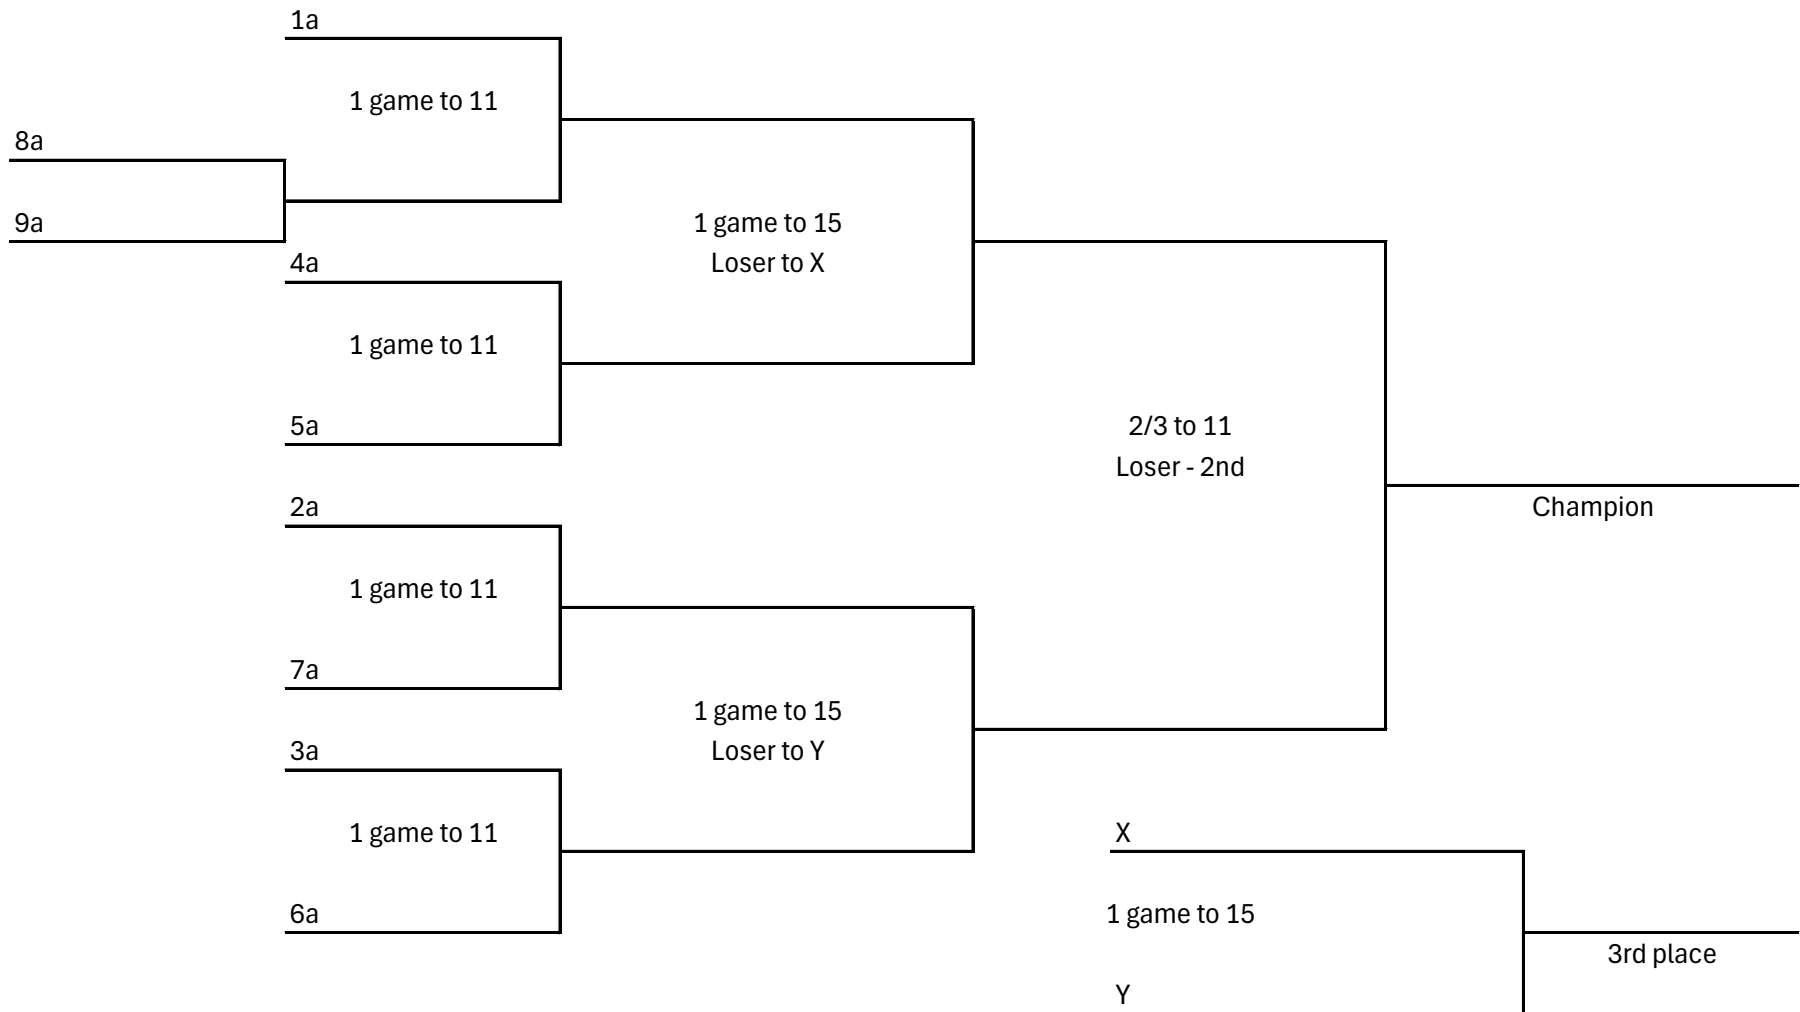 1a
1 game to 11
8a
9a
1 game to 15
Loser to X
4a
1 game to 11
5a
2/3 to 11
Loser - 2nd
Champion
2a
1 game to 11
7a
1 game to 15
Loser to Y
3a
1 game to 11
6a
X
1 game to 15
3rd place
Y